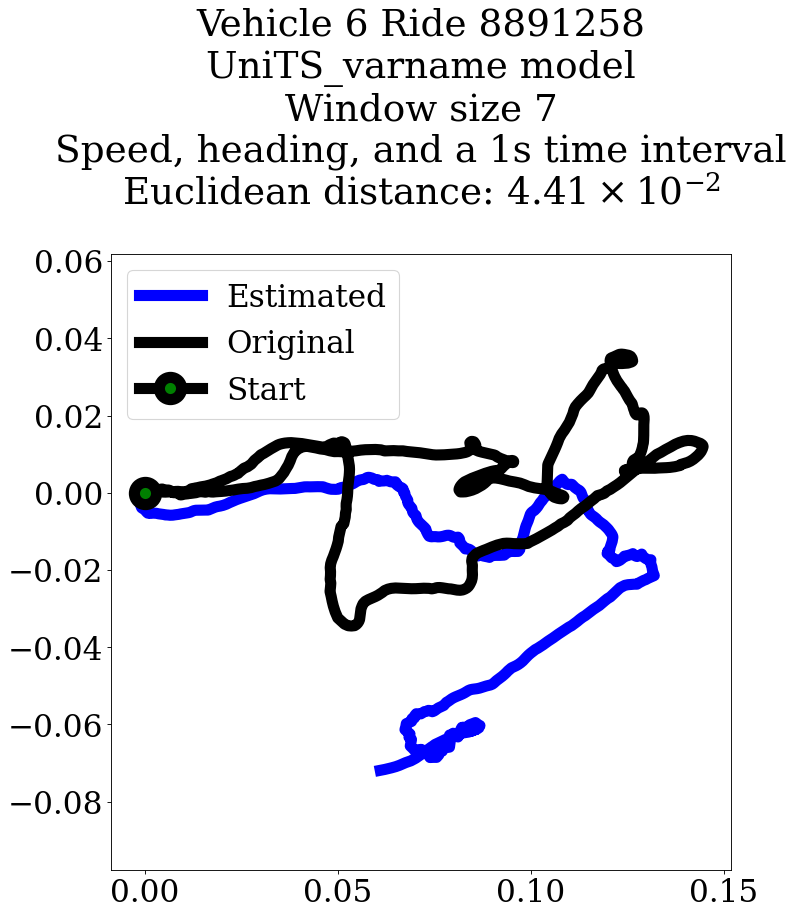 Vehicle 6 Ride 8891258
UniTS_varname model
Window size 7
Speed, heading, and a 1s time interval
Euclidean distance: 4.41 × 10⁻²
0.06
Estimated
0.04
Original
0.02
Start
0.00
−0.02
−0.04
−0.06
−0.08
0.00 0.05 0.10 0.15